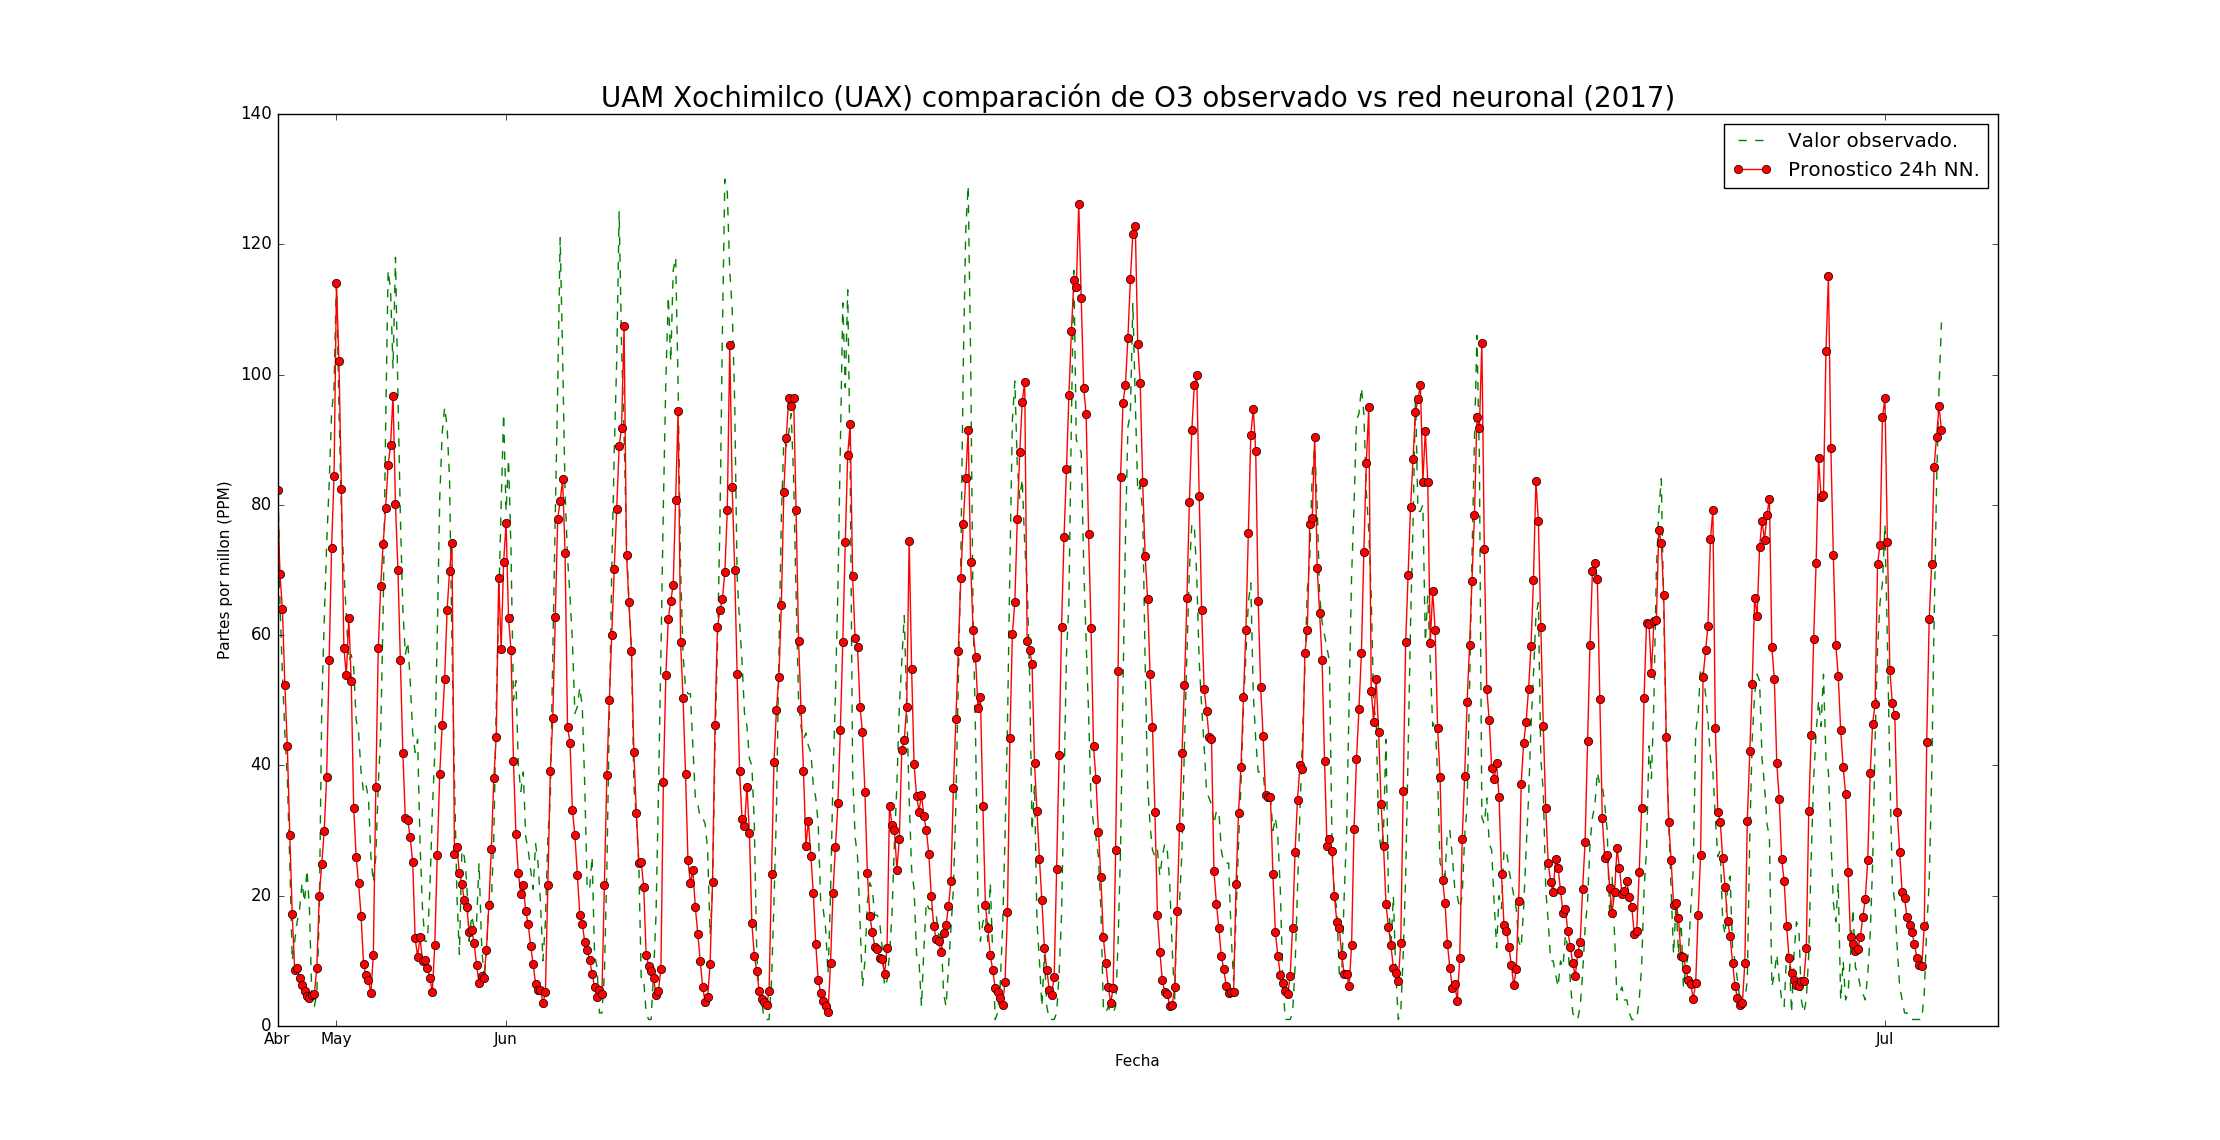 UAM Xochimilco (UAX) comparación de O3 observado vs red neuronal (2017)
140
120
100
80
60
40
20
0
Partes por millon (PPM)
Valor observado.
Pronostico 24h NN.
Abr May Jun Jul
Fecha